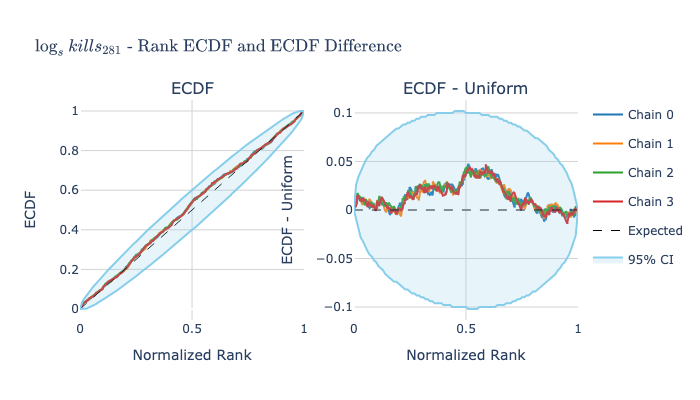 log_s kills_281 - Rank ECDF and ECDF Difference
ECDF
ECDF
1
0.8
0.6
0.4
0.2
0
0
0.5
1
Normalized Rank
ECDF - Uniform
ECDF - Uniform
0.1
0.05
0
−0.05
−0.1
0
0.5
1
Normalized Rank
Chain 0
Chain 1
Chain 2
Chain 3
Expected
95% CI